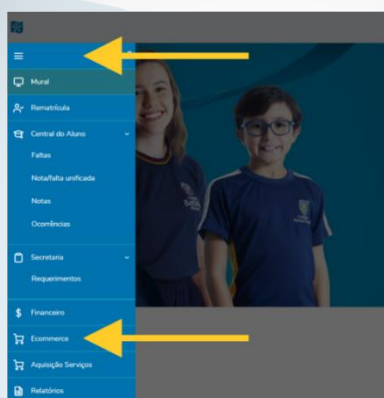 Mural
Rematrícula
Central do Aluno
Faltas
Nota/falta unificada
Notas
Ocorrências
Secretaria
Requerimentos
Financeiro
Ecommerce
Aquisição Serviços
Relatórios